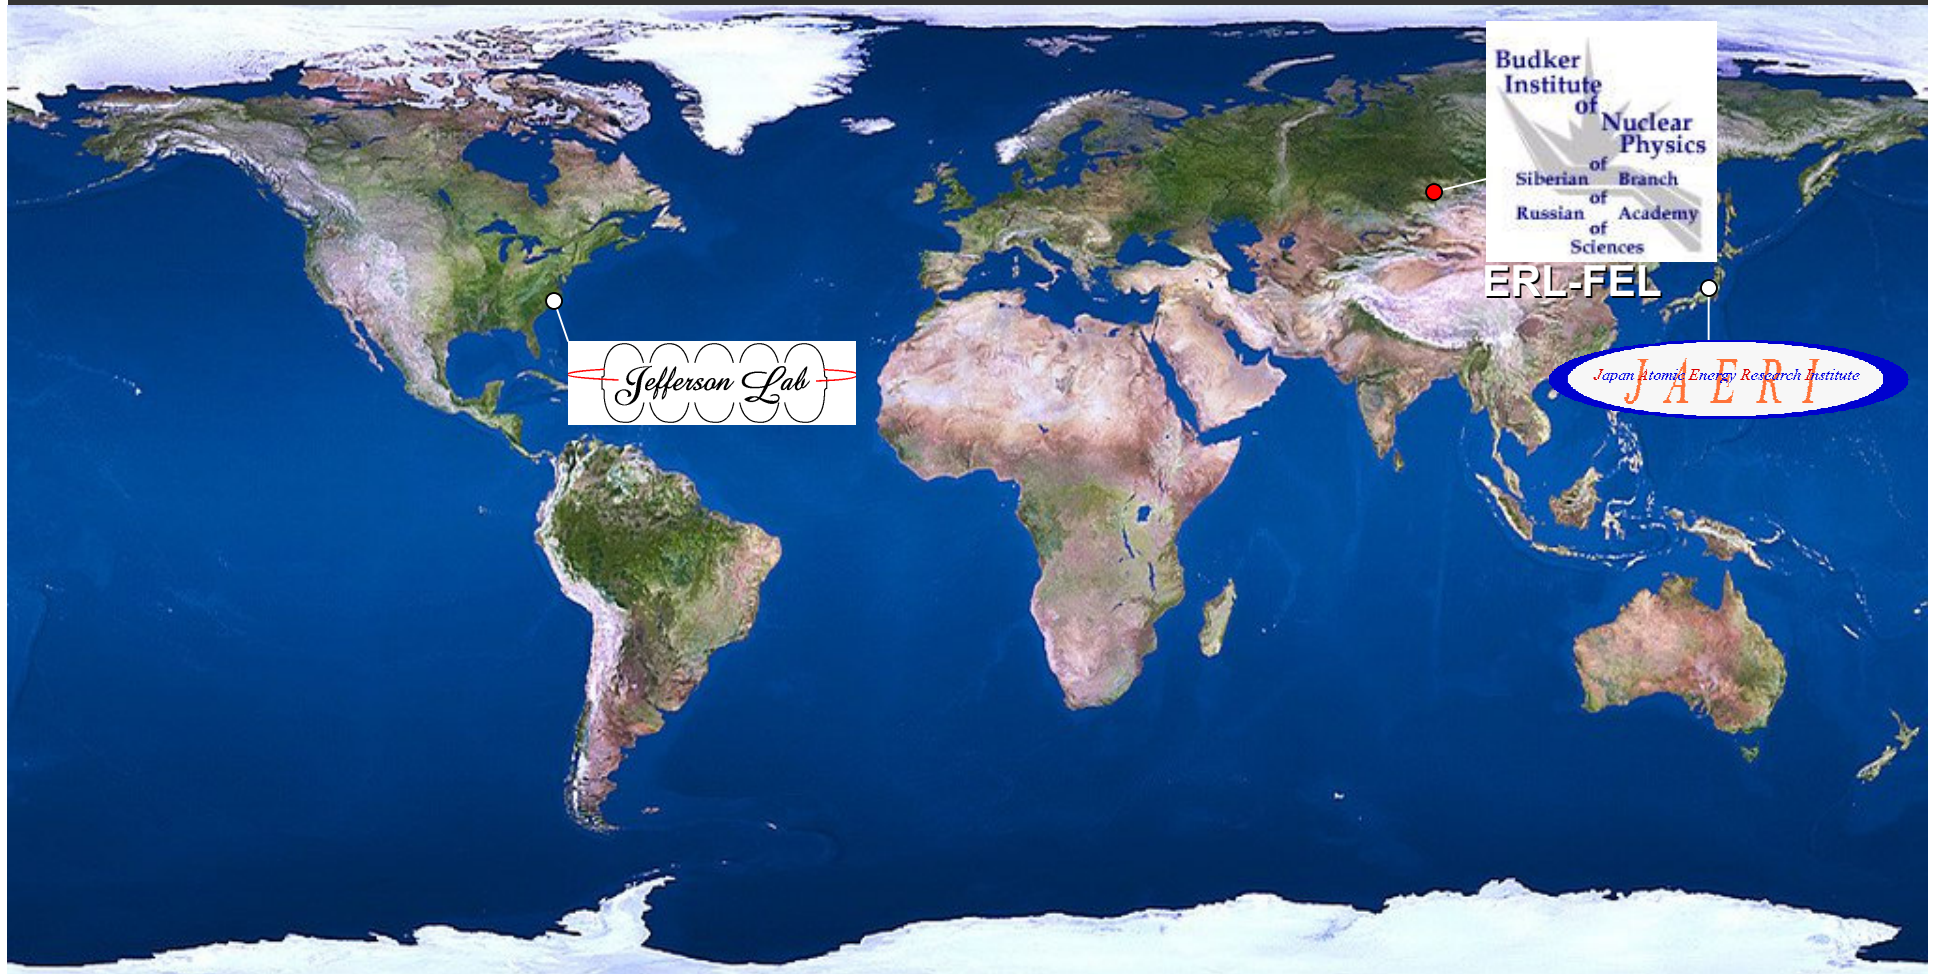 Budker
Institute
of
Nuclear
Physics
of
Siberian Branch
of
Russian Academy
of
Sciences
ERL-FEL
Jefferson Lab
Japan Atomic Energy Research Institute
JAERI